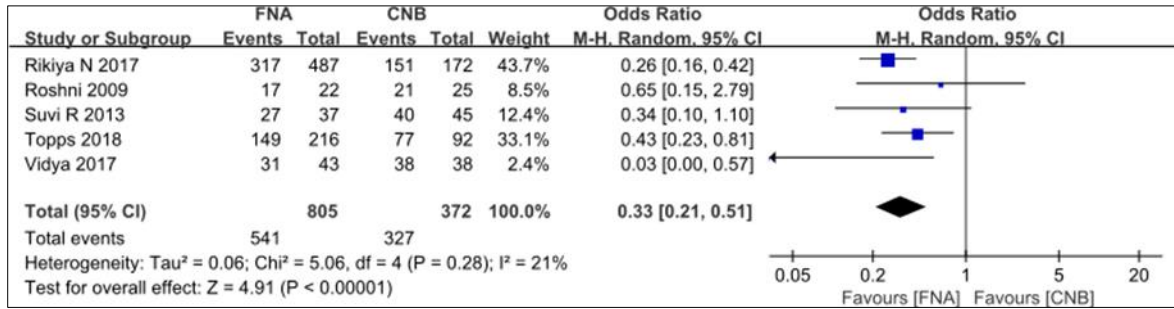 FNA CNB Odds Ratio Odds Ratio
Study or Subgroup Events Total Events Total Weight M-H, Random, 95% CI M-H, Random, 95% CI
Rikiya N 2017 317 487 151 172 43.7% 0.26 [0.16, 0.42]
Roshni 2009 17 22 21 25 8.5% 0.65 [0.15, 2.79]
Suvi R 2013 27 37 40 45 12.4% 0.34 [0.10, 1.10]
Topps 2018 149 216 77 92 33.1% 0.43 [0.23, 0.81]
Vidya 2017 31 43 38 38 2.4% 0.03 [0.00, 0.57]
Total (95% CI) 805 372 100.0% 0.33 [0.21, 0.51]
Total events 541 327
Heterogeneity: Tau² = 0.06; Chi² = 5.06, df = 4 (P = 0.28); I² = 21%
Test for overall effect: Z = 4.91 (P < 0.00001)
0.05 0.2 1 5 20
Favours [FNA] Favours [CNB]